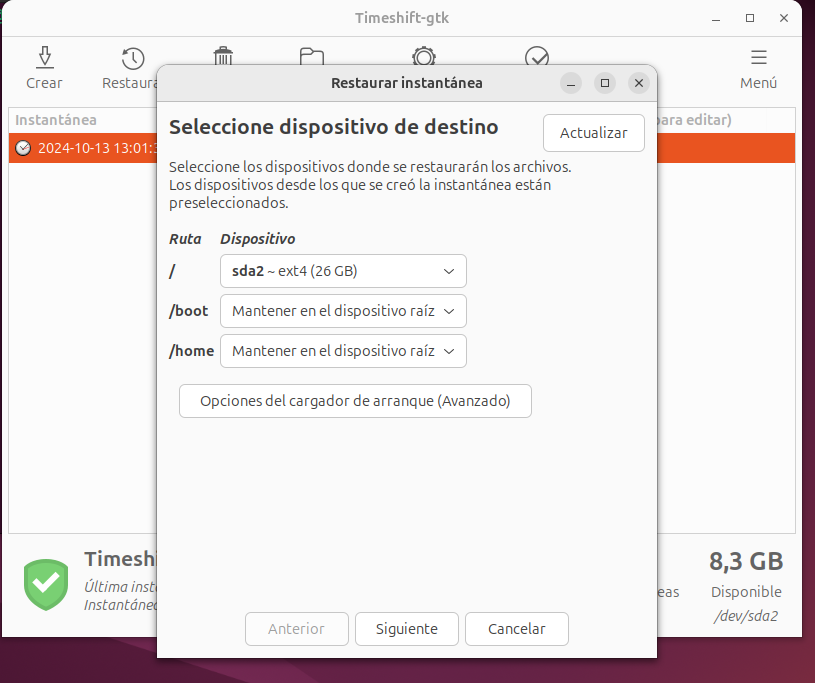 Timeshift-gtk
Crear
Restaura
Menú
Restaurar instantánea
Instantánea
para editar)
2024-10-13 13:01:3
Seleccione dispositivo de destino
Actualizar
Seleccione los dispositivos donde se restaurarán los archivos.
Los dispositivos desde los que se creó la instantánea están
preseleccionados.
Ruta Dispositivo
/ sda2 ~ ext4 (26 GB)
/boot Mantener en el dispositivo raíz
/home Mantener en el dispositivo raíz
Opciones del cargador de arranque (Avanzado)
Timeshi
Última inst
Instantánea
8,3 GB
eas
Disponible
/dev/sda2
Anterior
Siguiente
Cancelar